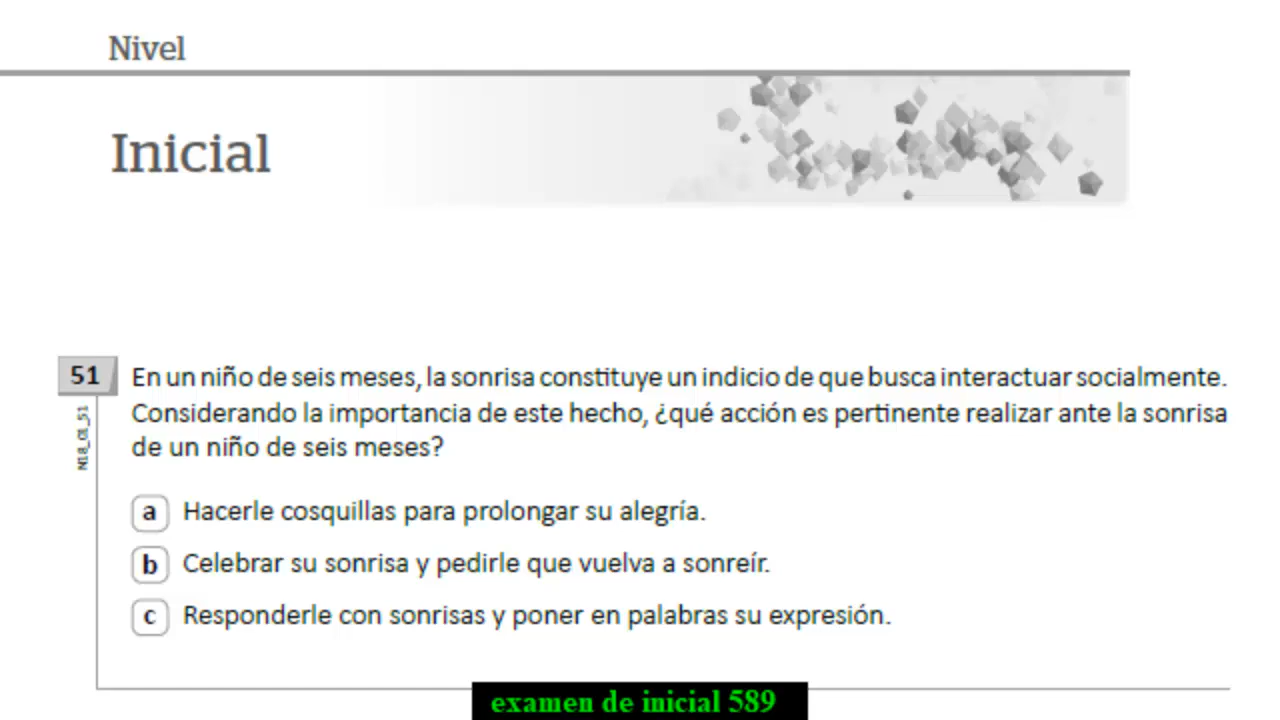 Nivel
Inicial
51
En un niño de seis meses, la sonrisa constituye un indicio de que busca interactuar socialmente.
Considerando la importancia de este hecho, ¿qué acción es pertinente realizar ante la sonrisa
de un niño de seis meses?
N18_01_51
a Hacerle cosquillas para prolongar su alegría.
b Celebrar su sonrisa y pedirle que vuelva a sonreír.
c Responderle con sonrisas y poner en palabras su expresión.
examen de inicial 589